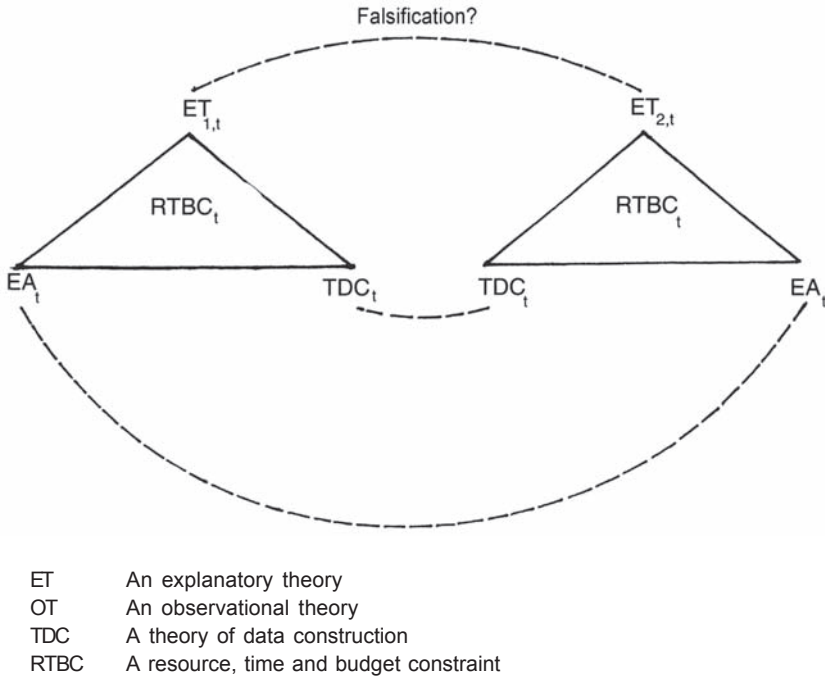 Falsification?
ET1,t ET2,t
RTBCt RTBCt
EAt TDCt TDCt EAt
ET An explanatory theory
OT An observational theory
TDC A theory of data construction
RTBC A resource, time and budget constraint